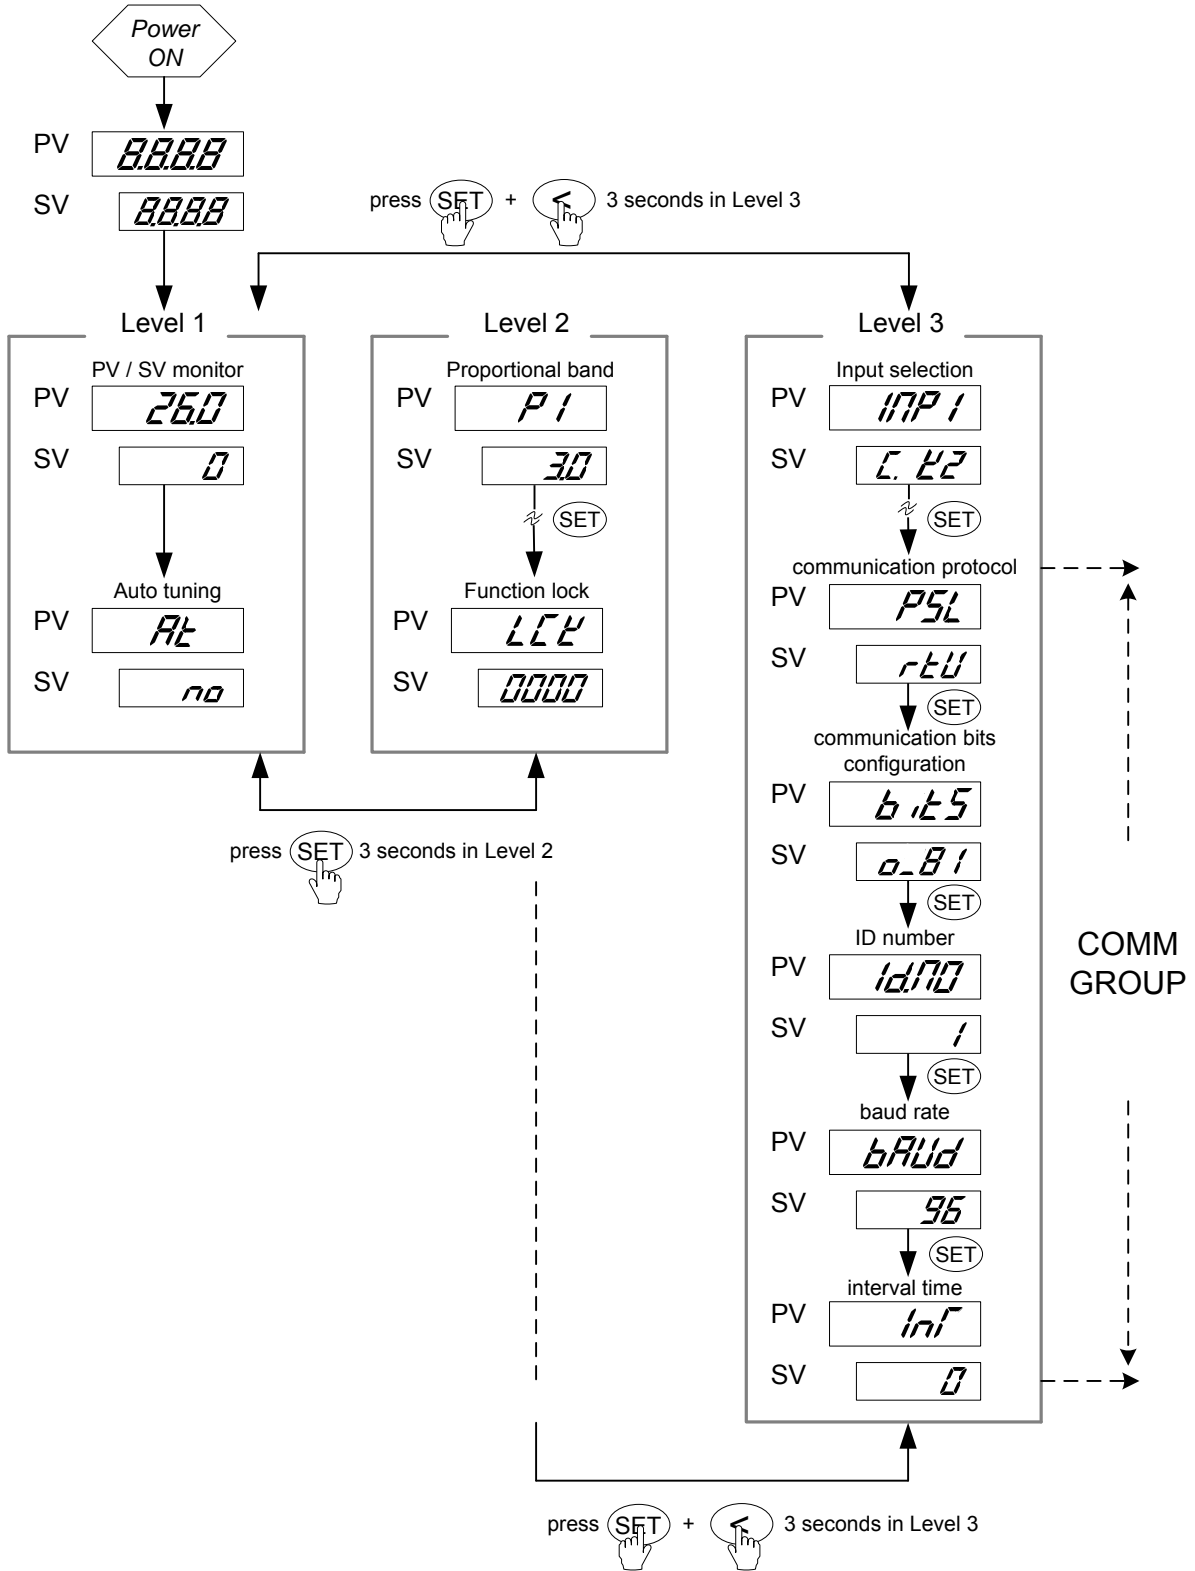 Power
ON
PV 8.8.8.8
SV 8.8.8.8
press SET + < 3 seconds in Level 3
Level 1
PV / SV monitor
PV 26.0
SV 0
Auto tuning
PV At
SV no
Level 2
Proportional band
PV P1
SV 3.0
SET
Function lock
PV LCK
SV 0000
press SET 3 seconds in Level 2
Level 3
Input selection
PV INP1
SV C. K2
SET
communication protocol
PV PSL
SV rtU
SET
communication bits
configuration
PV bitS
SV o_81
SET
ID number
PV Id.NO
SV 1
SET
baud rate
PV bAUd
SV 96
SET
interval time
PV InT
SV 0
COMM
GROUP
press SET + < 3 seconds in Level 3